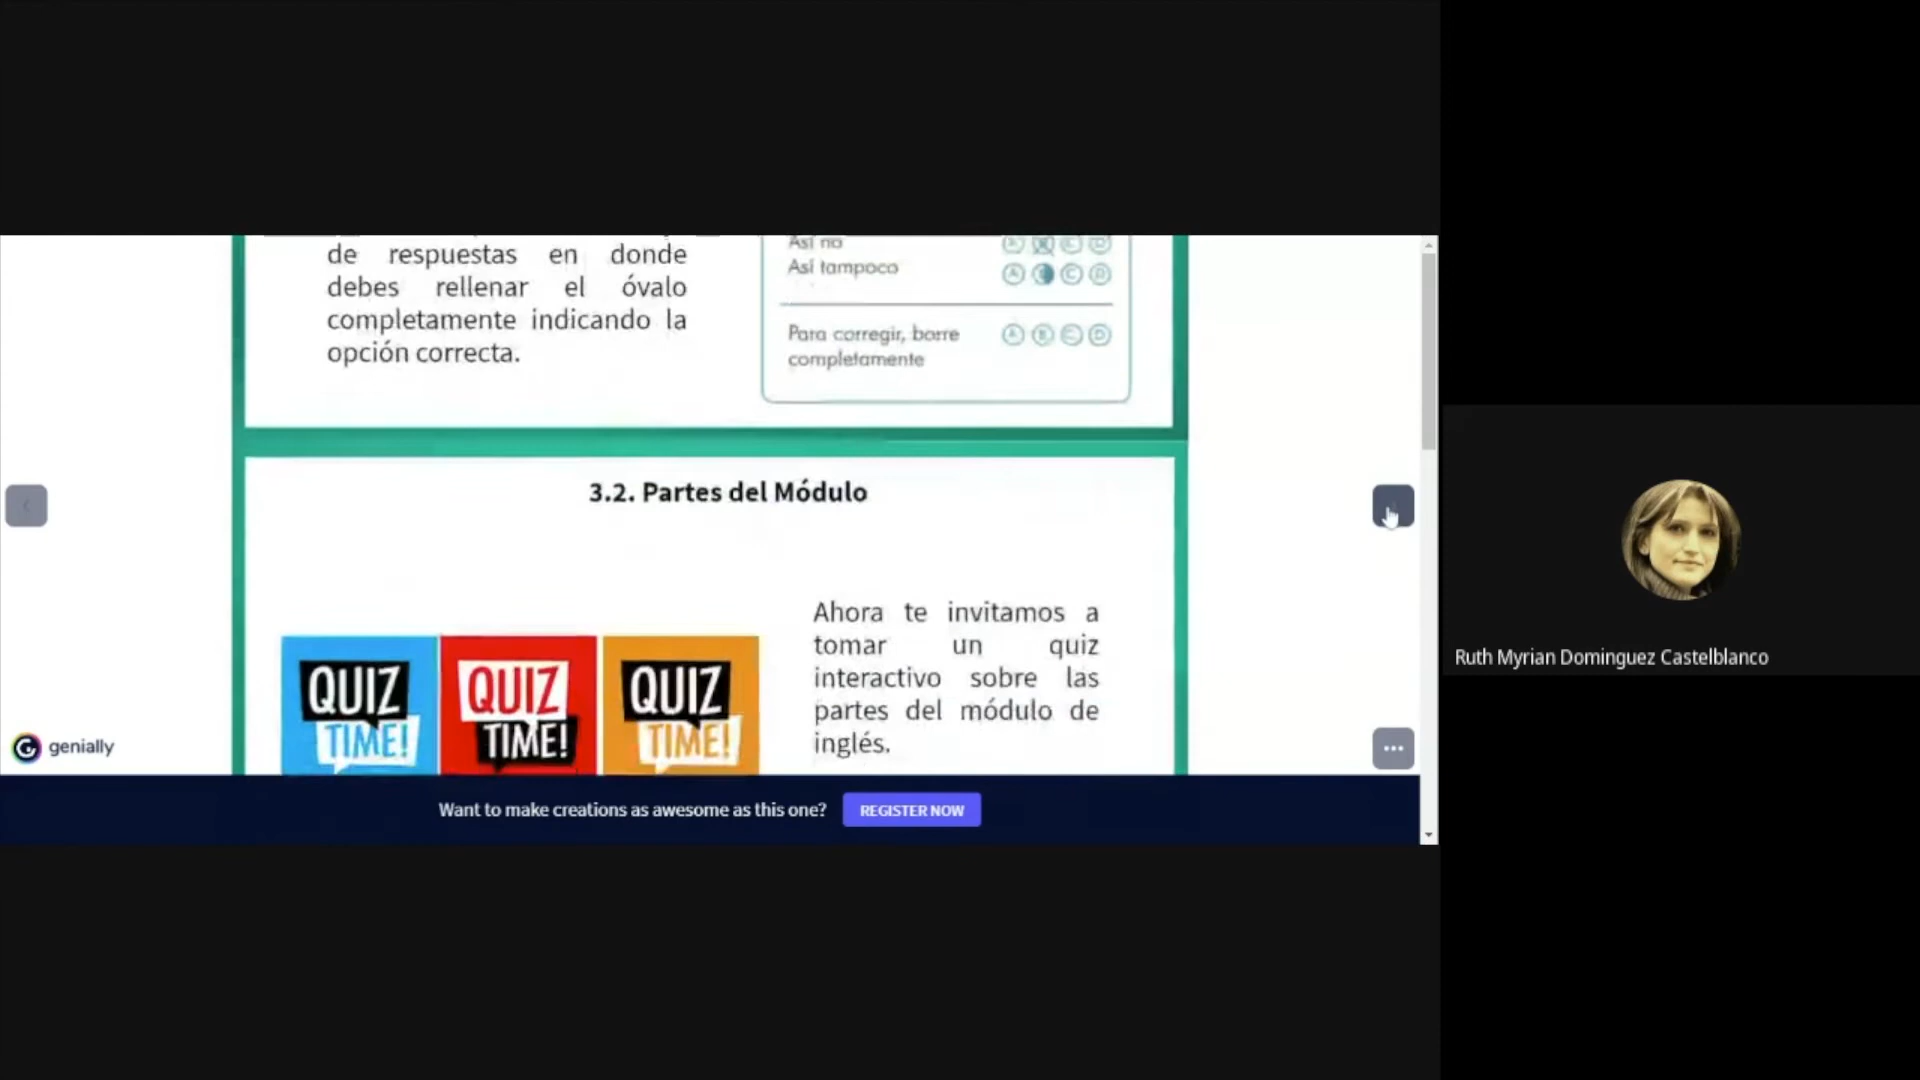 de respuestas en donde
debes rellenar el óvalo
completamente indicando la
opción correcta.
Así no
Así tampoco
A C D
Para corregir, borre
completamente
A B C D
3.2. Partes del Módulo
QUIZ
TIME!
QUIZ
TIME!
QUIZ
TIME!
Ahora te invitamos a
tomar un quiz
interactivo sobre las
partes del módulo de
inglés.
genially
Want to make creations as awesome as this one?
REGISTER NOW
Ruth Myrian Dominguez Castelblanco